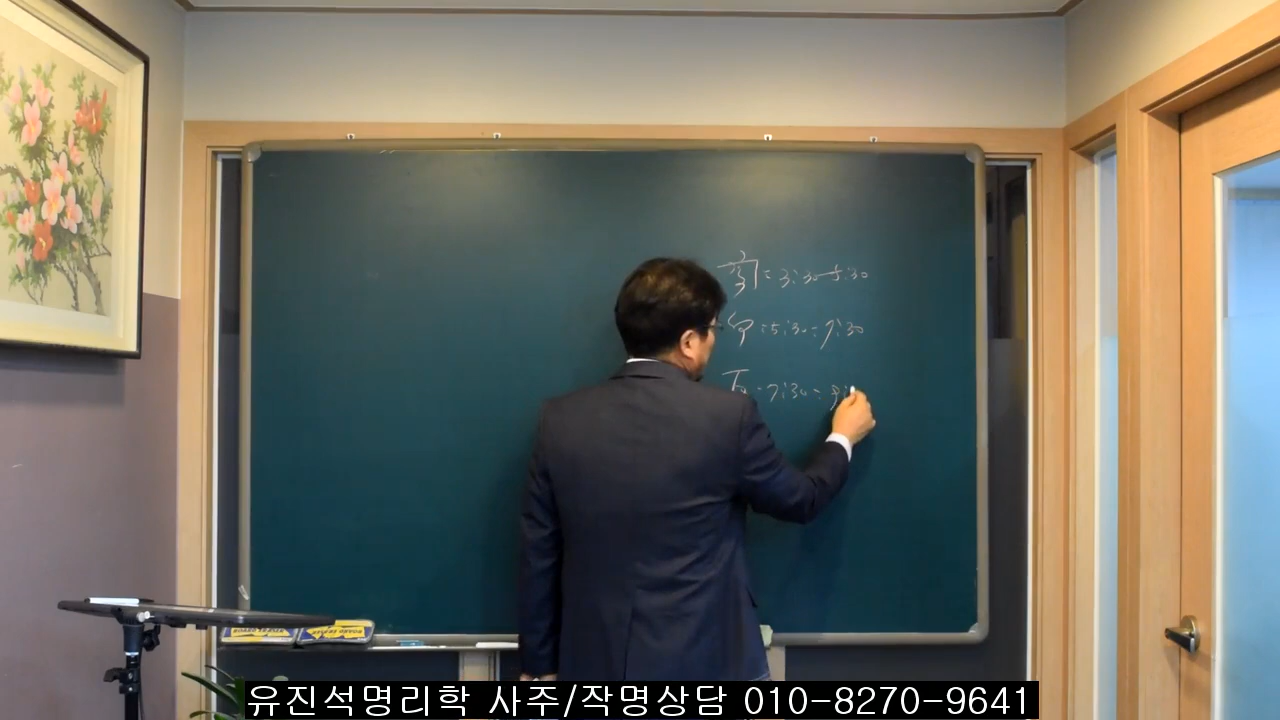 寅 : 3:30-5:30
卯 : 5:30 - 7:30
辰 - 7:30 - 9:
유진석명리학 사주/작명상담 010-8270-9641